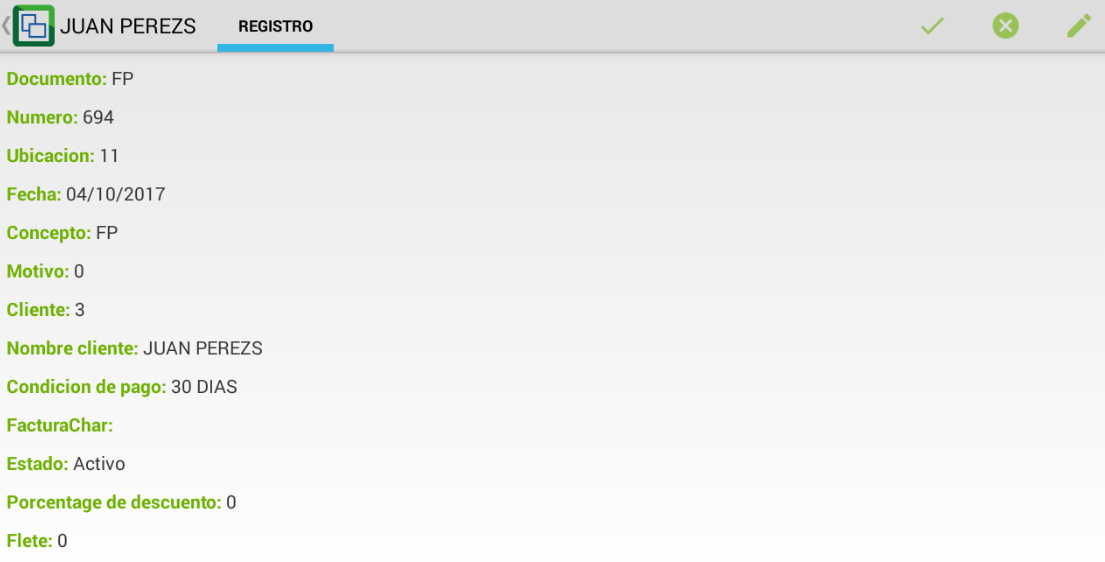 JUAN PEREZS REGISTRO
Documento: FP
Numero: 694
Ubicacion: 11
Fecha: 04/10/2017
Concepto: FP
Motivo: 0
Cliente: 3
Nombre cliente: JUAN PEREZS
Condicion de pago: 30 DIAS
FacturaChar:
Estado: Activo
Porcentage de descuento: 0
Flete: 0